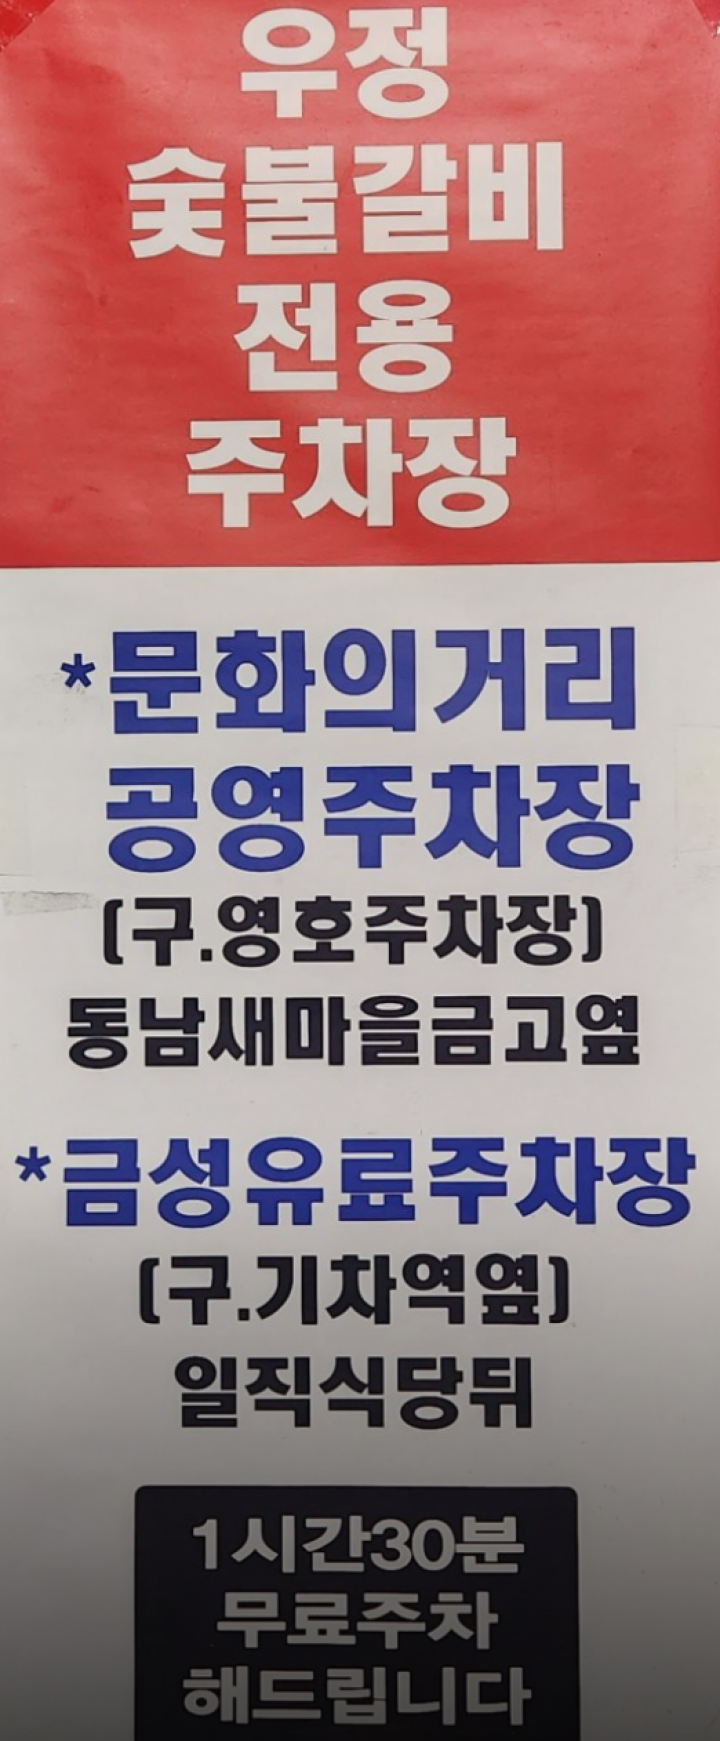 우정
숯불갈비
전용
주차장
*문화의거리
공영주차장
(구.영호주차장)
동남새마을금고옆
*금성유료주차장
(구.기차역옆)
일직식당뒤
1시간30분
무료주차
해드립니다